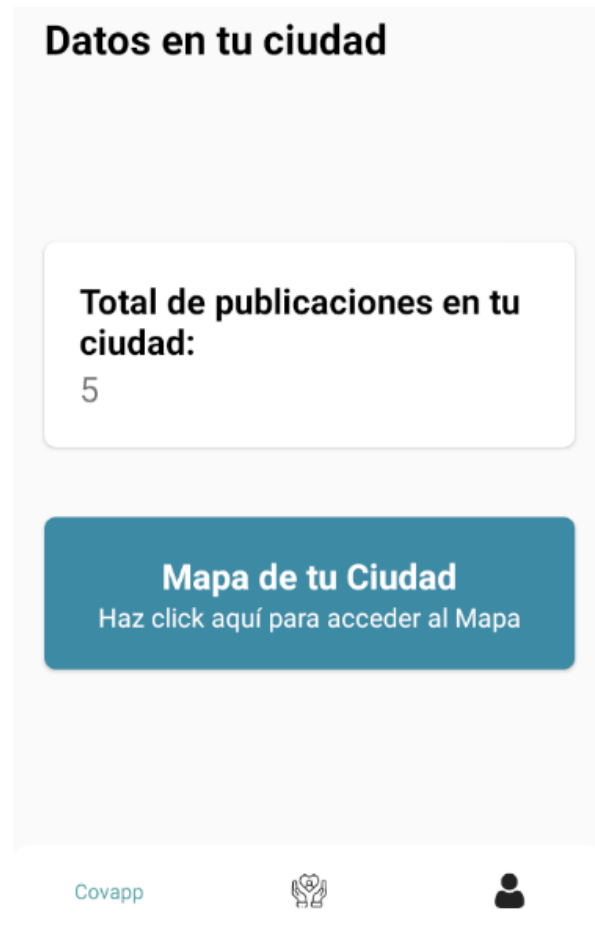 Datos en tu ciudad
Total de publicaciones en tu
ciudad:
5
Mapa de tu Ciudad
Haz click aquí para acceder al Mapa
Covapp